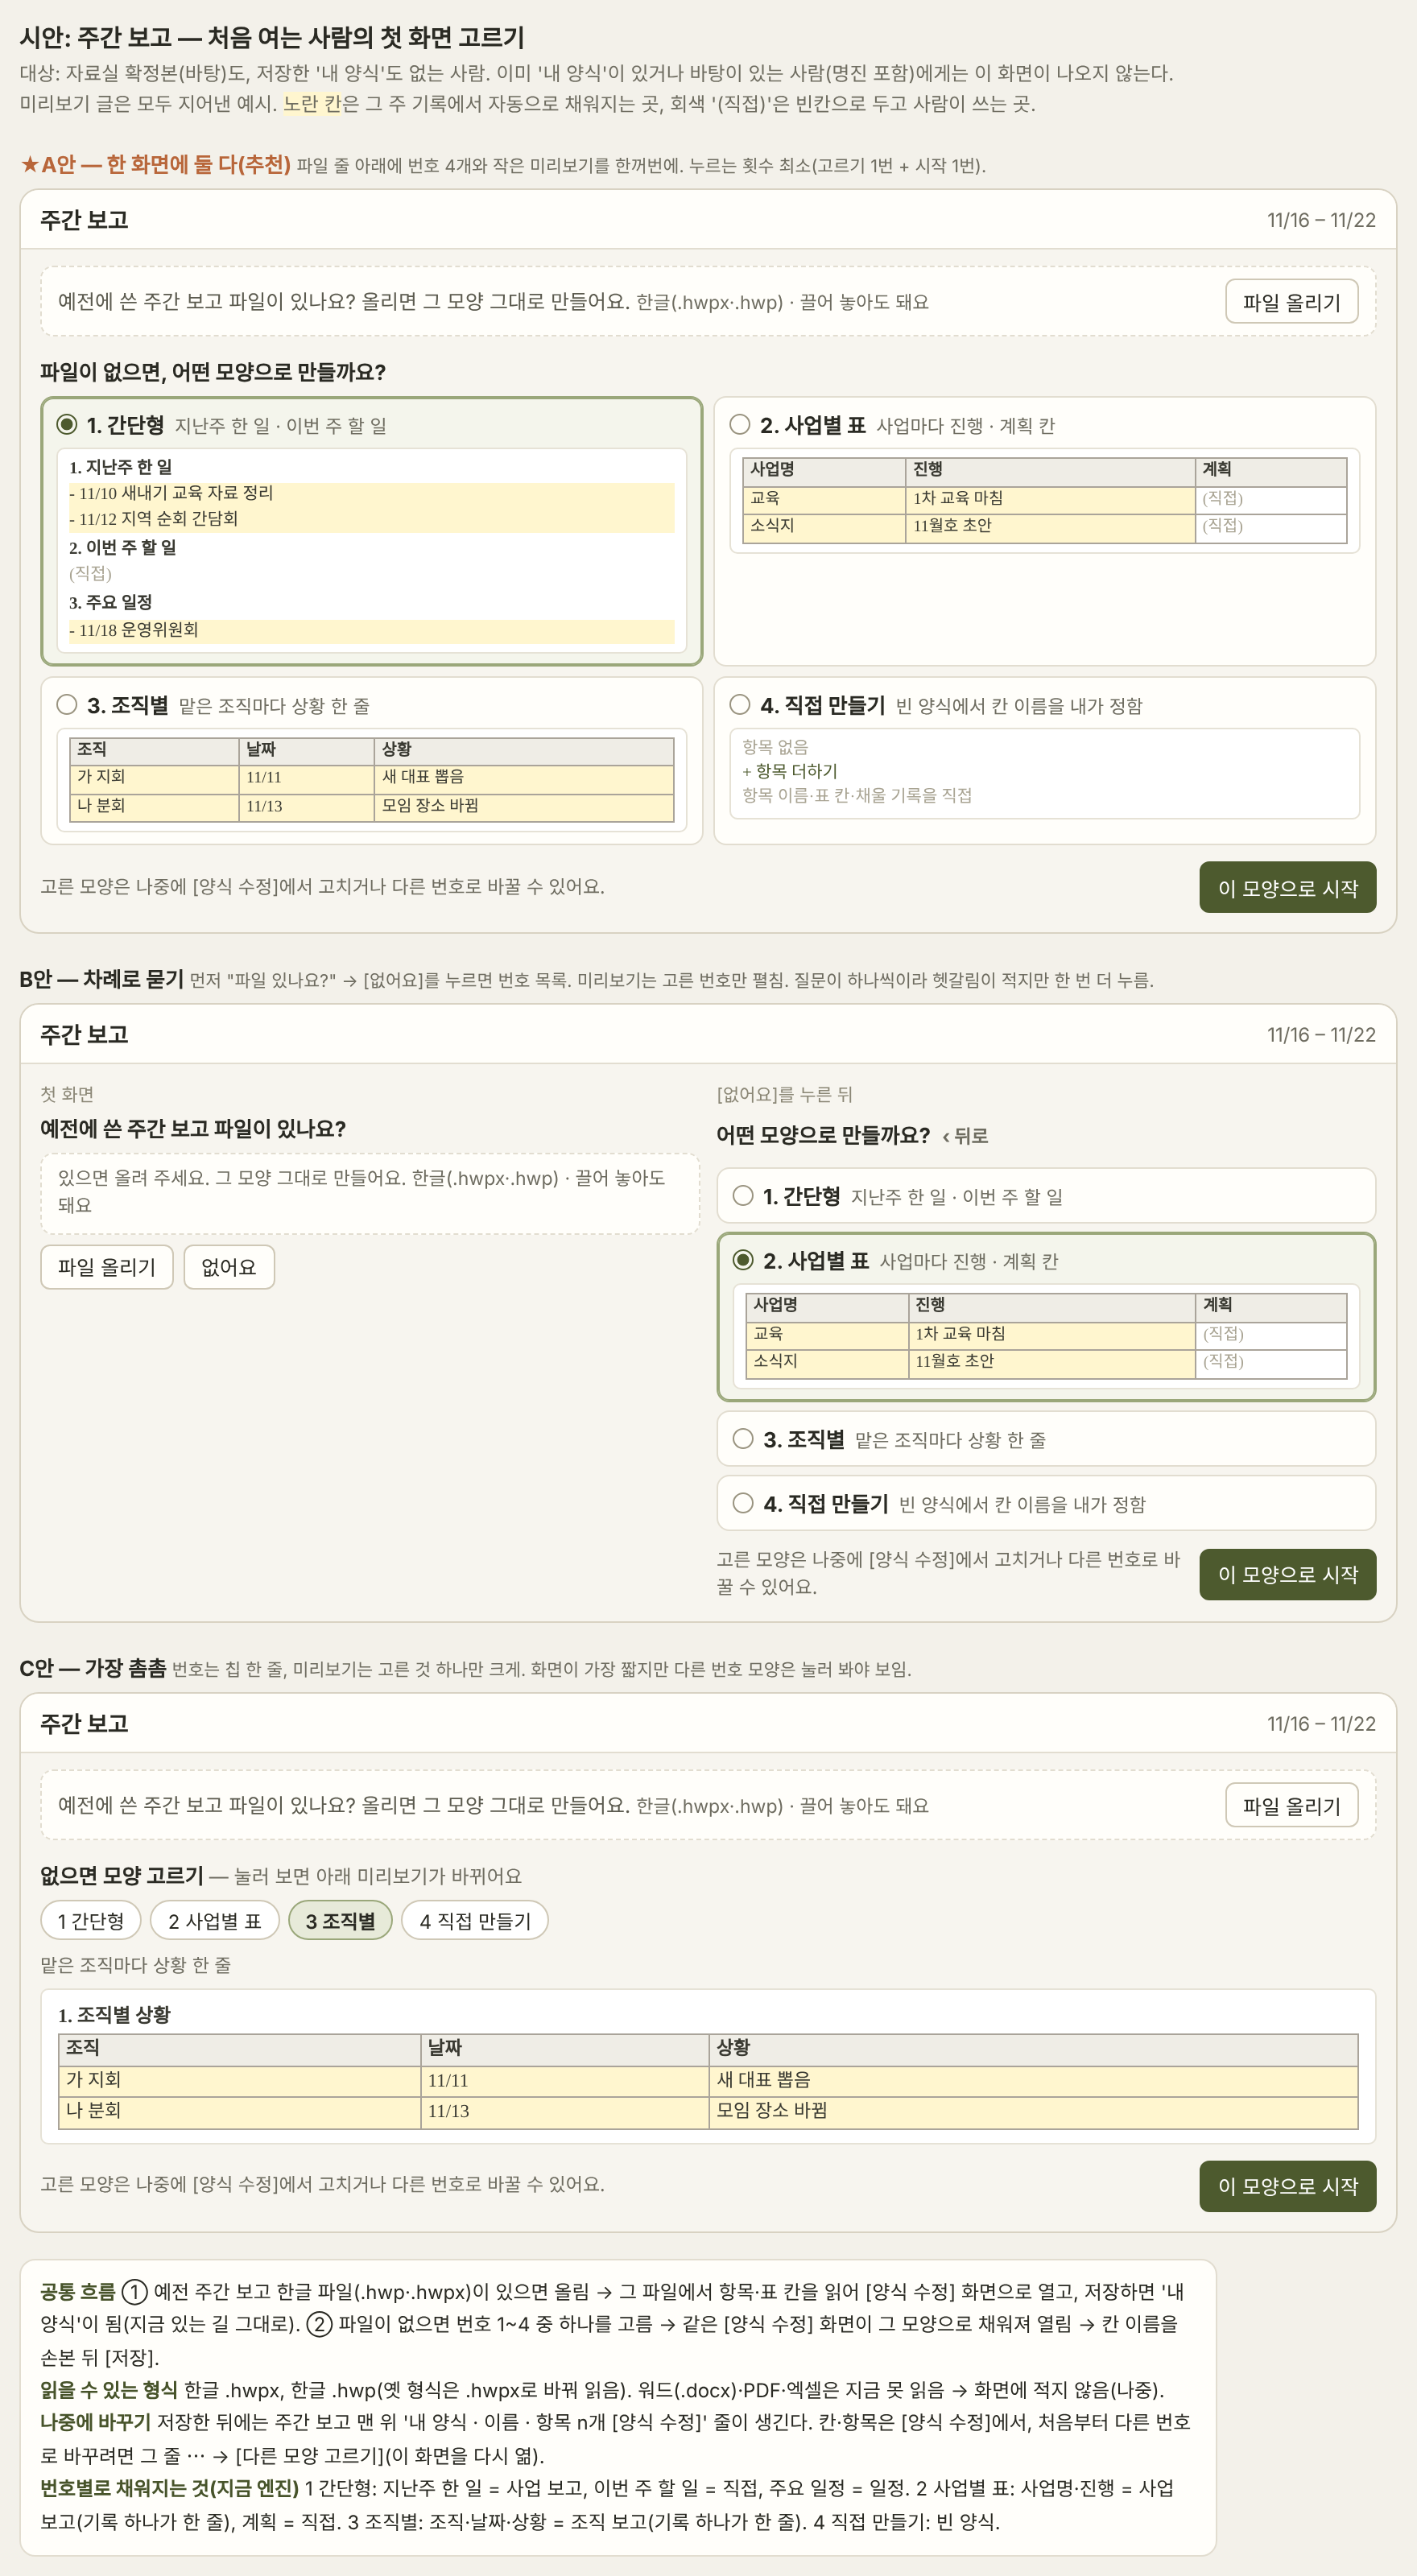 시안: 주간 보고 — 처음 여는 사람의 첫 화면 고르기
대상: 자료실 확정본(바탕)도, 저장한 '내 양식'도 없는 사람. 이미 '내 양식'이 있거나 바탕이 있는 사람(명진 포함)에게는 이 화면이 나오지 않는다.
미리보기 글은 모두 지어낸 예시. 노란 칸은 그 주 기록에서 자동으로 채워지는 곳, 회색 '(직접)'은 빈칸으로 두고 사람이 쓰는 곳.
★A안 — 한 화면에 둘 다(추천) 파일 줄 아래에 번호 4개와 작은 미리보기를 한꺼번에. 누르는 횟수 최소(고르기 1번 + 시작 1번).
주간 보고 11/16 – 11/22
예전에 쓴 주간 보고 파일이 있나요? 올리면 그 모양 그대로 만들어요. 한글(.hwpx·.hwp) · 끌어 놓아도 돼요 파일 올리기
파일이 없으면, 어떤 모양으로 만들까요?
1. 간단형 지난주 한 일 · 이번 주 할 일
1. 지난주 한 일
- 11/10 새내기 교육 자료 정리
- 11/12 지역 순회 간담회
2. 이번 주 할 일
(직접)
3. 주요 일정
- 11/18 운영위원회
2. 사업별 표 사업마다 진행 · 계획 칸
사업명 진행 계획
교육 1차 교육 마침 (직접)
소식지 11월호 초안 (직접)
3. 조직별 맡은 조직마다 상황 한 줄
조직 날짜 상황
가 지회 11/11 새 대표 뽑음
나 분회 11/13 모임 장소 바뀜
4. 직접 만들기 빈 양식에서 칸 이름을 내가 정함
항목 없음
+ 항목 더하기
항목 이름·표 칸·채울 기록을 직접
고른 모양은 나중에 [양식 수정]에서 고치거나 다른 번호로 바꿀 수 있어요. 이 모양으로 시작
B안 — 차례로 묻기 먼저 "파일 있나요?" → [없어요]를 누르면 번호 목록. 미리보기는 고른 번호만 펼침. 질문이 하나씩이라 헷갈림이 적지만 한 번 더 누름.
주간 보고 11/16 – 11/22
첫 화면
예전에 쓴 주간 보고 파일이 있나요?
있으면 올려 주세요. 그 모양 그대로 만들어요. 한글(.hwpx·.hwp) · 끌어 놓아도
돼요
파일 올리기 없어요
[없어요]를 누른 뒤
어떤 모양으로 만들까요? ‹ 뒤로
1. 간단형 지난주 한 일 · 이번 주 할 일
2. 사업별 표 사업마다 진행 · 계획 칸
사업명 진행 계획
교육 1차 교육 마침 (직접)
소식지 11월호 초안 (직접)
3. 조직별 맡은 조직마다 상황 한 줄
4. 직접 만들기 빈 양식에서 칸 이름을 내가 정함
고른 모양은 나중에 [양식 수정]에서 고치거나 다른 번호로 바
꿀 수 있어요.
이 모양으로 시작
C안 — 가장 촘촘 번호는 칩 한 줄, 미리보기는 고른 것 하나만 크게. 화면이 가장 짧지만 다른 번호 모양은 눌러 봐야 보임.
주간 보고 11/16 – 11/22
예전에 쓴 주간 보고 파일이 있나요? 올리면 그 모양 그대로 만들어요. 한글(.hwpx·.hwp) · 끌어 놓아도 돼요 파일 올리기
없으면 모양 고르기 — 눌러 보면 아래 미리보기가 바뀌어요
1 간단형 2 사업별 표 3 조직별 4 직접 만들기
맡은 조직마다 상황 한 줄
1. 조직별 상황
조직 날짜 상황
가 지회 11/11 새 대표 뽑음
나 분회 11/13 모임 장소 바뀜
고른 모양은 나중에 [양식 수정]에서 고치거나 다른 번호로 바꿀 수 있어요. 이 모양으로 시작
공통 흐름 ① 예전 주간 보고 한글 파일(.hwp·.hwpx)이 있으면 올림 → 그 파일에서 항목·표 칸을 읽어 [양식 수정] 화면으로 열고, 저장하면 '내
양식'이 됨(지금 있는 길 그대로). ② 파일이 없으면 번호 1~4 중 하나를 고름 → 같은 [양식 수정] 화면이 그 모양으로 채워져 열림 → 칸 이름을
손본 뒤 [저장].
읽을 수 있는 형식 한글 .hwpx, 한글 .hwp(옛 형식은 .hwpx로 바꿔 읽음). 워드(.docx)·PDF·엑셀은 지금 못 읽음 → 화면에 적지 않음(나중).
나중에 바꾸기 저장한 뒤에는 주간 보고 맨 위 '내 양식 · 이름 · 항목 n개 [양식 수정]' 줄이 생긴다. 칸·항목은 [양식 수정]에서, 처음부터 다른 번호
로 바꾸려면 그 줄 ⋯ → [다른 모양 고르기](이 화면을 다시 엶).
번호별로 채워지는 것(지금 엔진) 1 간단형: 지난주 한 일 = 사업 보고, 이번 주 할 일 = 직접, 주요 일정 = 일정. 2 사업별 표: 사업명·진행 = 사업
보고(기록 하나가 한 줄), 계획 = 직접. 3 조직별: 조직·날짜·상황 = 조직 보고(기록 하나가 한 줄). 4 직접 만들기: 빈 양식.